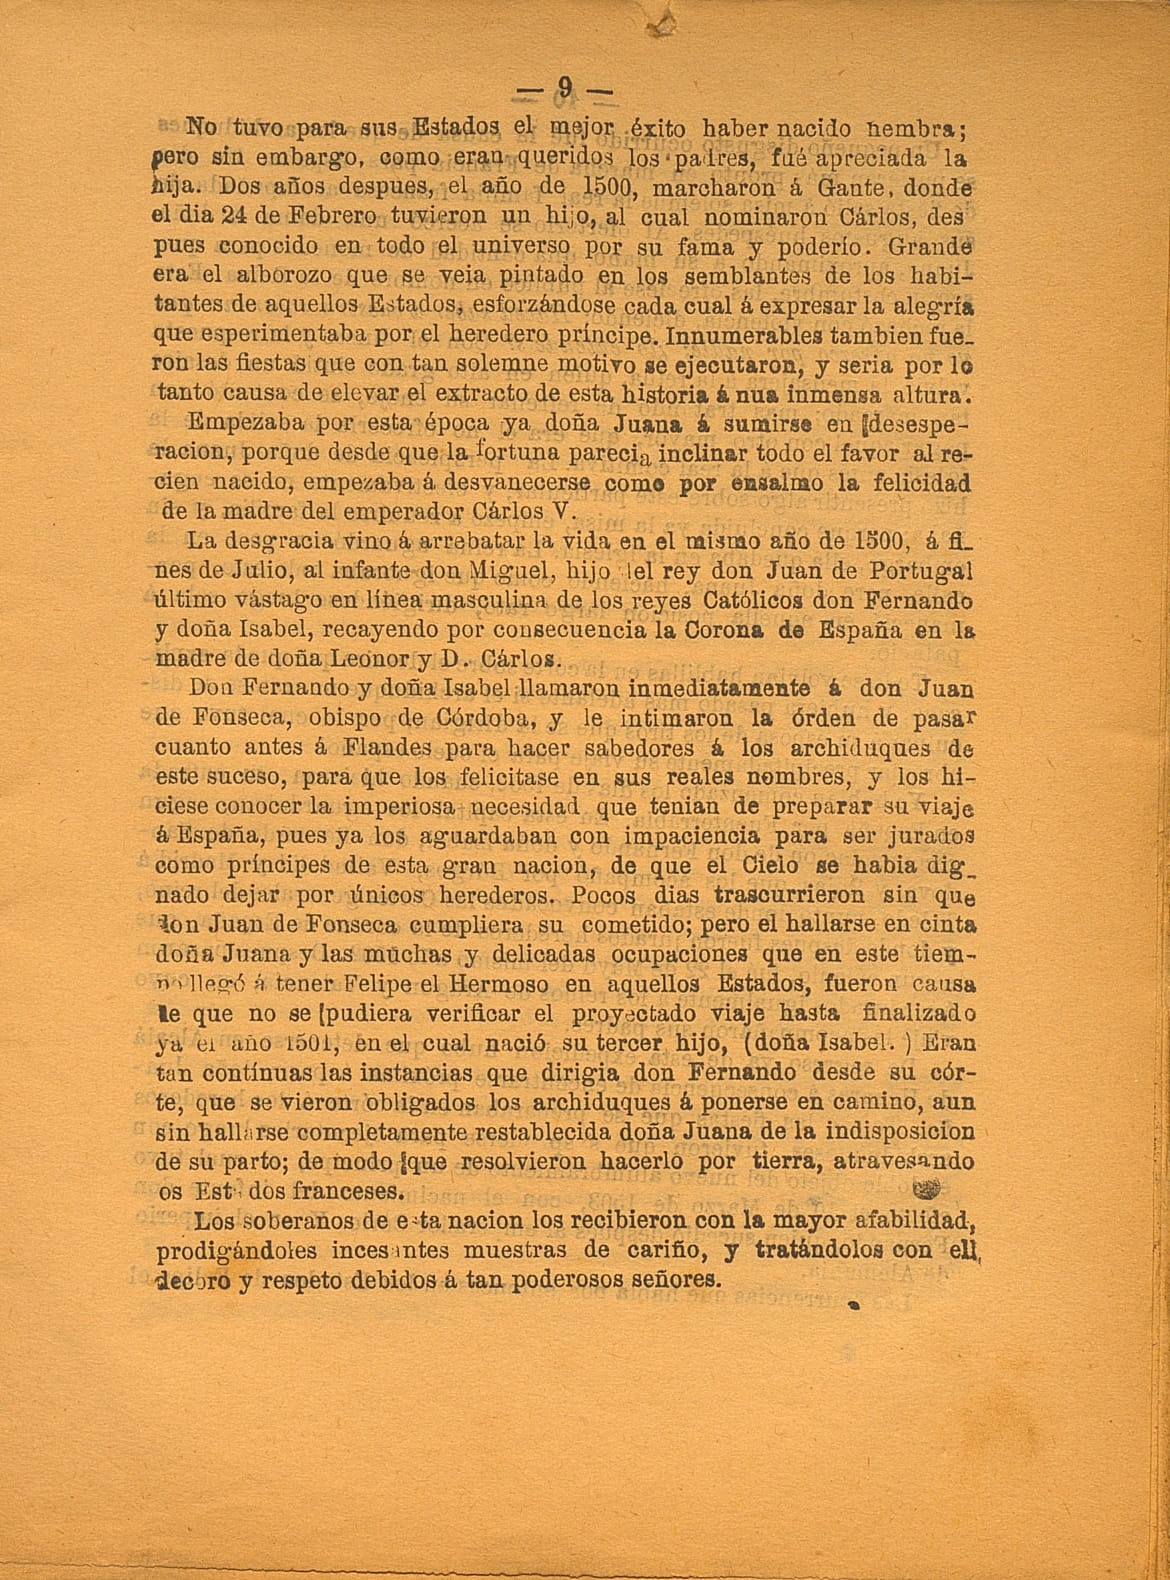 — 9 —
No tuvo para sus Estados el mejor éxito haber nacido hembra;
pero sin embargo, como eran queridos los padres, fué apreciada la
hija. Dos años despues, el año de 1500, marcharon á Gante, donde
el dia 24 de Febrero tuvieron un hijo, al cual nominaron Cárlos, des
pues conocido en todo el universo por su fama y poderío. Grande
era el alborozo que se veia pintado en los semblantes de los habi-
tantes de aquellos Estados, esforzándose cada cual á expresar la alegría
que esperimentaba por el heredero príncipe. Innumerables tambien fue-
ron las fiestas que con tan solemne motivo se ejecutaron, y seria por lo
tanto causa de elevar el extracto de esta historia á nua inmensa altura.
Empezaba por esta época ya doña Juana á sumirse en [desespe-
racion, porque desde que la fortuna parecia inclinar todo el favor al re-
cien nacido, empezaba á desvanecerse como por ensalmo la felicidad
de la madre del emperador Cárlos V.
La desgracia vino á arrebatar la vida en el mismo año de 1500, á fi-
nes de Julio, al infante don Miguel, hijo del rey don Juan de Portugal
último vástago en línea masculina de los reyes Católicos don Fernando
y doña Isabel, recayendo por consecuencia la Corona de España en la
madre de doña Leonor y D. Cárlos.
Don Fernando y doña Isabel llamaron inmediatamente á don Juan
de Fonseca, obispo de Córdoba, y le intimaron la órden de pasar
cuanto antes á Flandes para hacer sabedores á los archiduques de
este suceso, para que los felicitase en sus reales nombres, y los hi-
ciese conocer la imperiosa necesidad que tenian de preparar su viaje
á España, pues ya los aguardaban con impaciencia para ser jurados
como príncipes de esta gran nacion, de que el Cielo se habia dig-
nado dejar por únicos herederos. Pocos dias trascurrieron sin que
don Juan de Fonseca cumpliera su cometido; pero el hallarse en cinta
doña Juana y las muchas y delicadas ocupaciones que en este tiem-
po llegó á tener Felipe el Hermoso en aquellos Estados, fueron causa
de que no se [pudiera verificar el proyectado viaje hasta finalizado
ya el año 1501, en el cual nació su tercer hijo, (doña Isabel. ) Eran
tan contínuas las instancias que dirigia don Fernando desde su cór-
te, que se vieron obligados los archiduques á ponerse en camino, aun
sin hallarse completamente restablecida doña Juana de la indisposicion
de su parto; de modo [que resolvieron hacerlo por tierra, atravesando
os Estados franceses.
Los soberanos de esta nacion los recibieron con la mayor afabilidad,
prodigándoles incesantes muestras de cariño, y tratándolos con ell,
decoro y respeto debidos á tan poderosos señores.